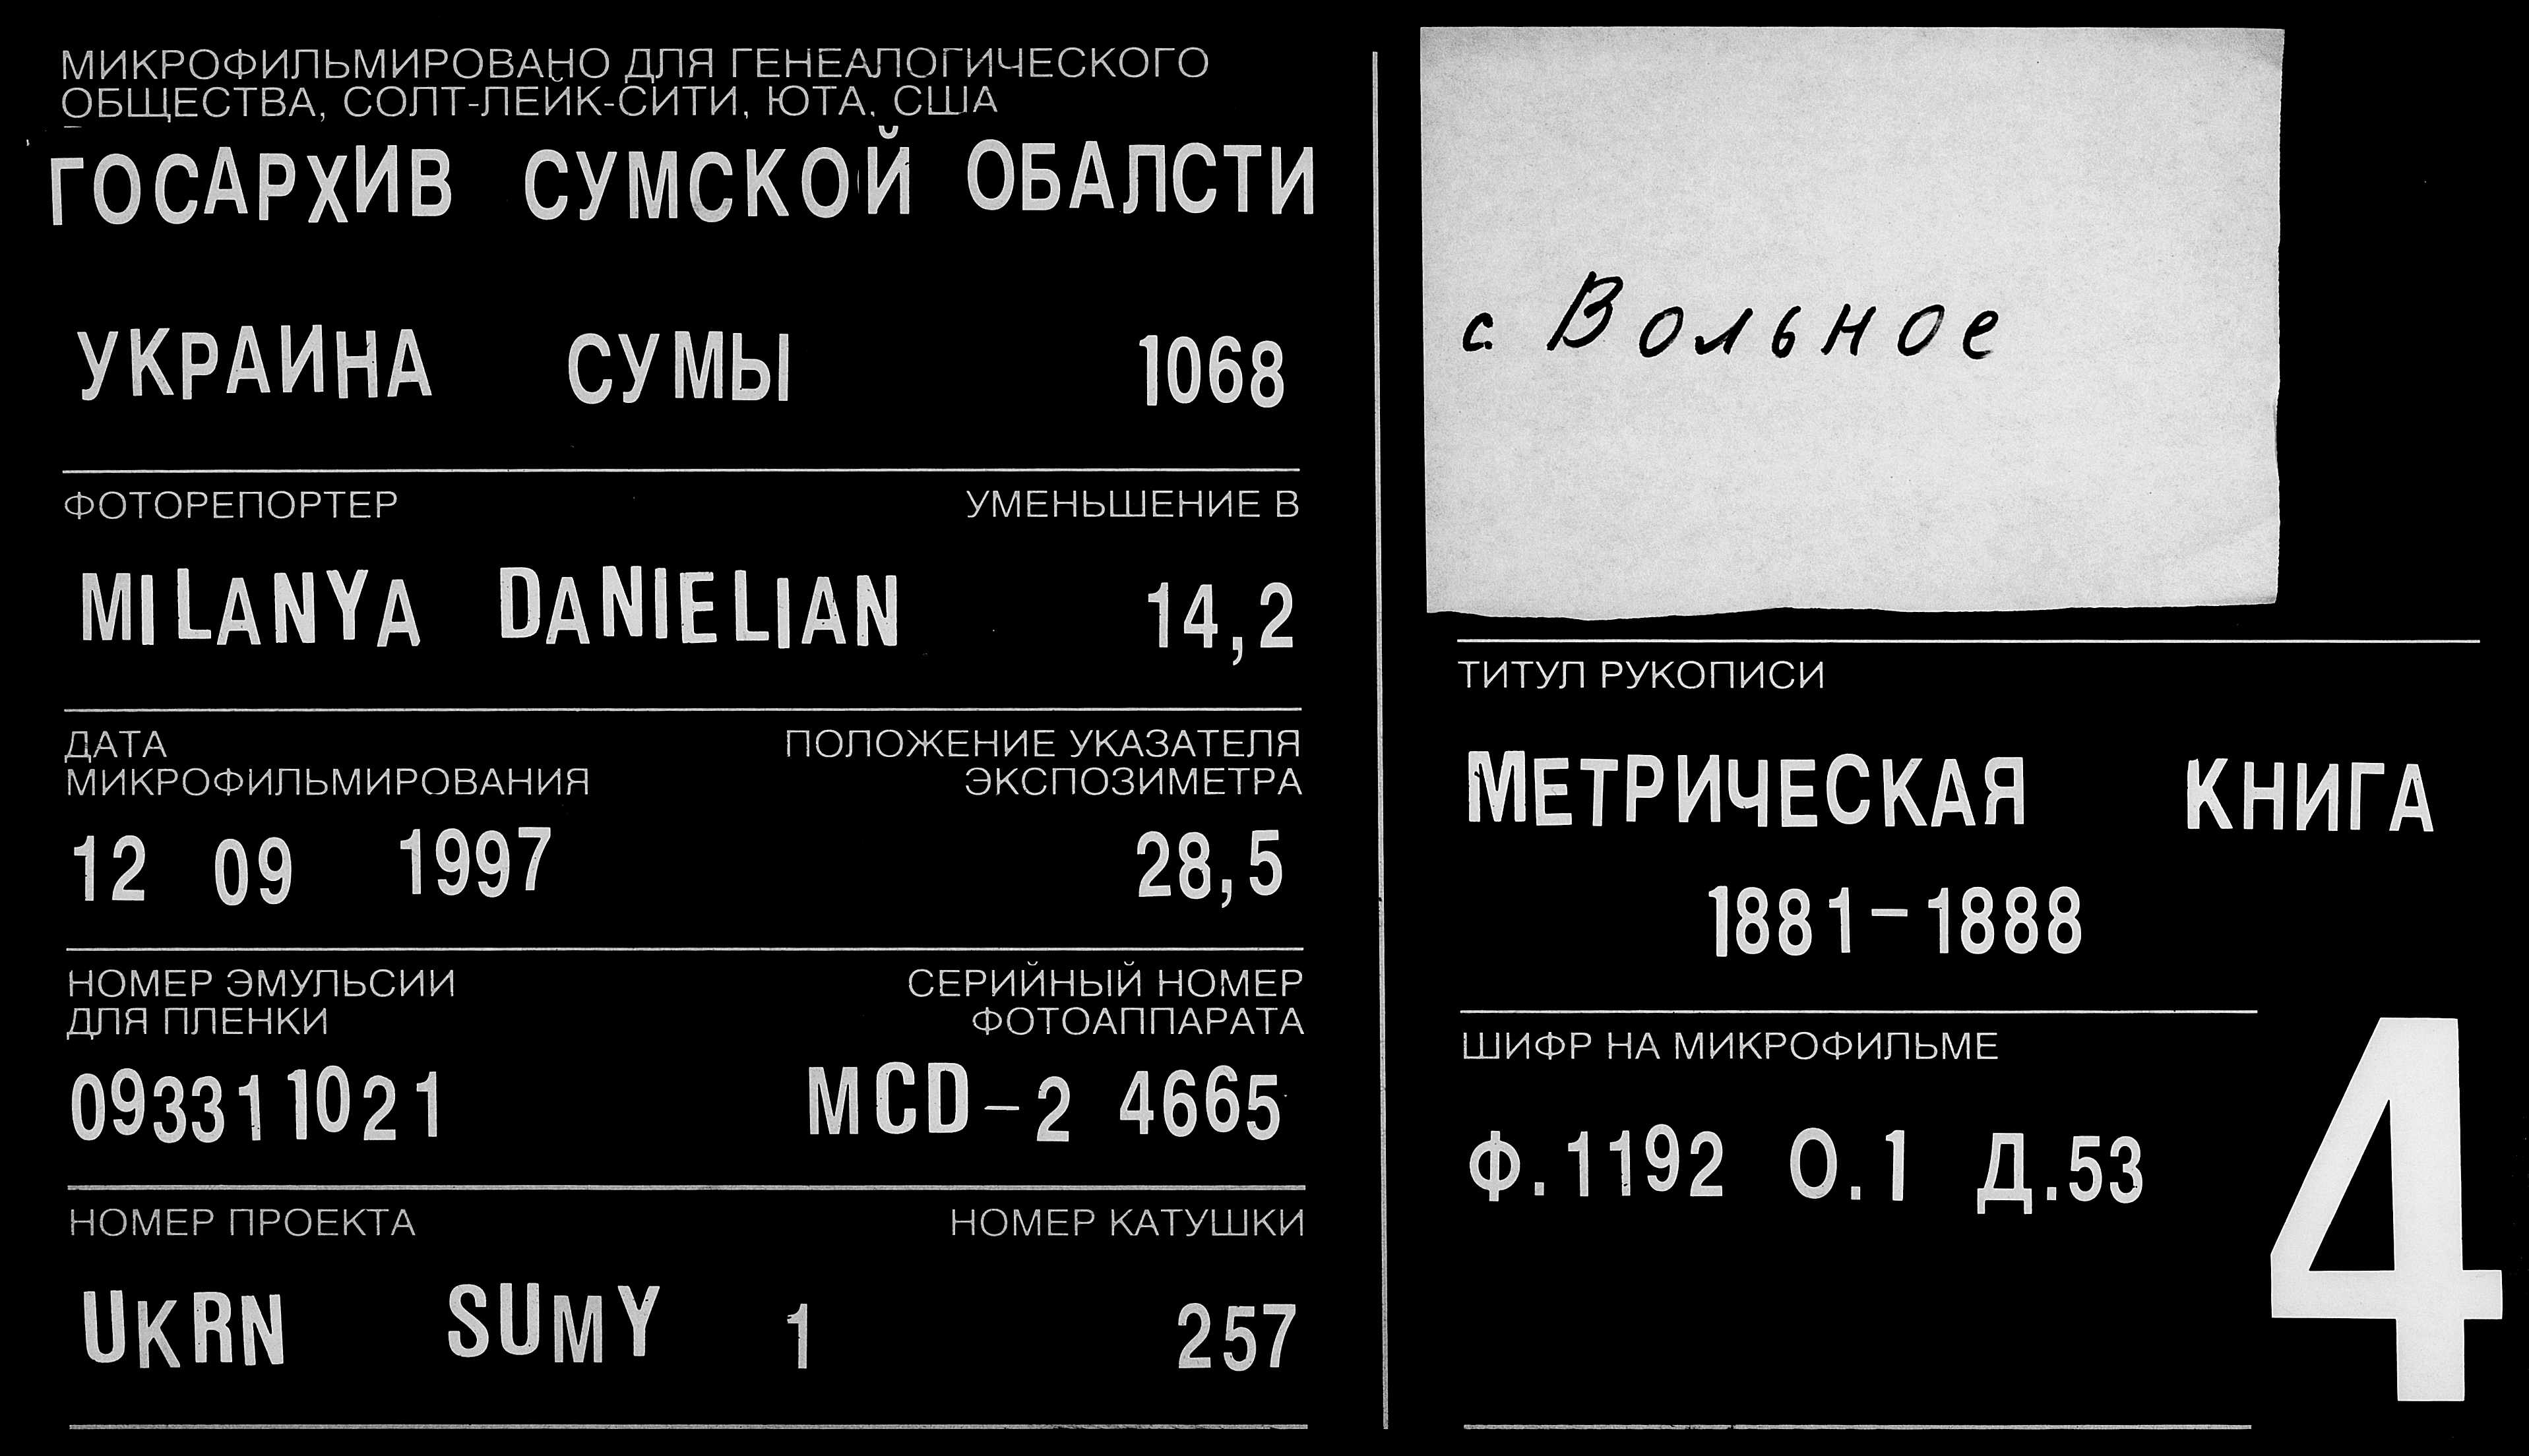 МИКРОФИЛЬМИРОВАНО ДЛЯ ГЕНЕАЛОГИЧЕСКОГО
ОБЩЕСТВА, СОЛТ-ЛЕЙК-СИТИ, ЮТА, США
ГОСАРХИВ СУМСКОЙ ОБАЛСТИ
УКРАИНА СУМЫ 1068
ФОТОРЕПОРТЕР УМЕНЬШЕНИЕ В
MILANYA DANIELIAN 14,2
ДАТА
МИКРОФИЛЬМИРОВАНИЯ
ПОЛОЖЕНИЕ УКАЗАТЕЛЯ
ЭКСПОЗИМЕТРА
12 09 1997 28,5
НОМЕР ЭМУЛЬСИИ
ДЛЯ ПЛЕНКИ
СЕРИЙНЫЙ НОМЕР
ФОТОАППАРАТА
093311021 MCD-2 4665
НОМЕР ПРОЕКТА НОМЕР КАТУШКИ
UKRN SUMY 1 257
с. Вольное
ТИТУЛ РУКОПИСИ
МЕТРИЧЕСКАЯ КНИГА
1881-1888
ШИФР НА МИКРОФИЛЬМЕ
Ф.1192 О.1 Д.53
4